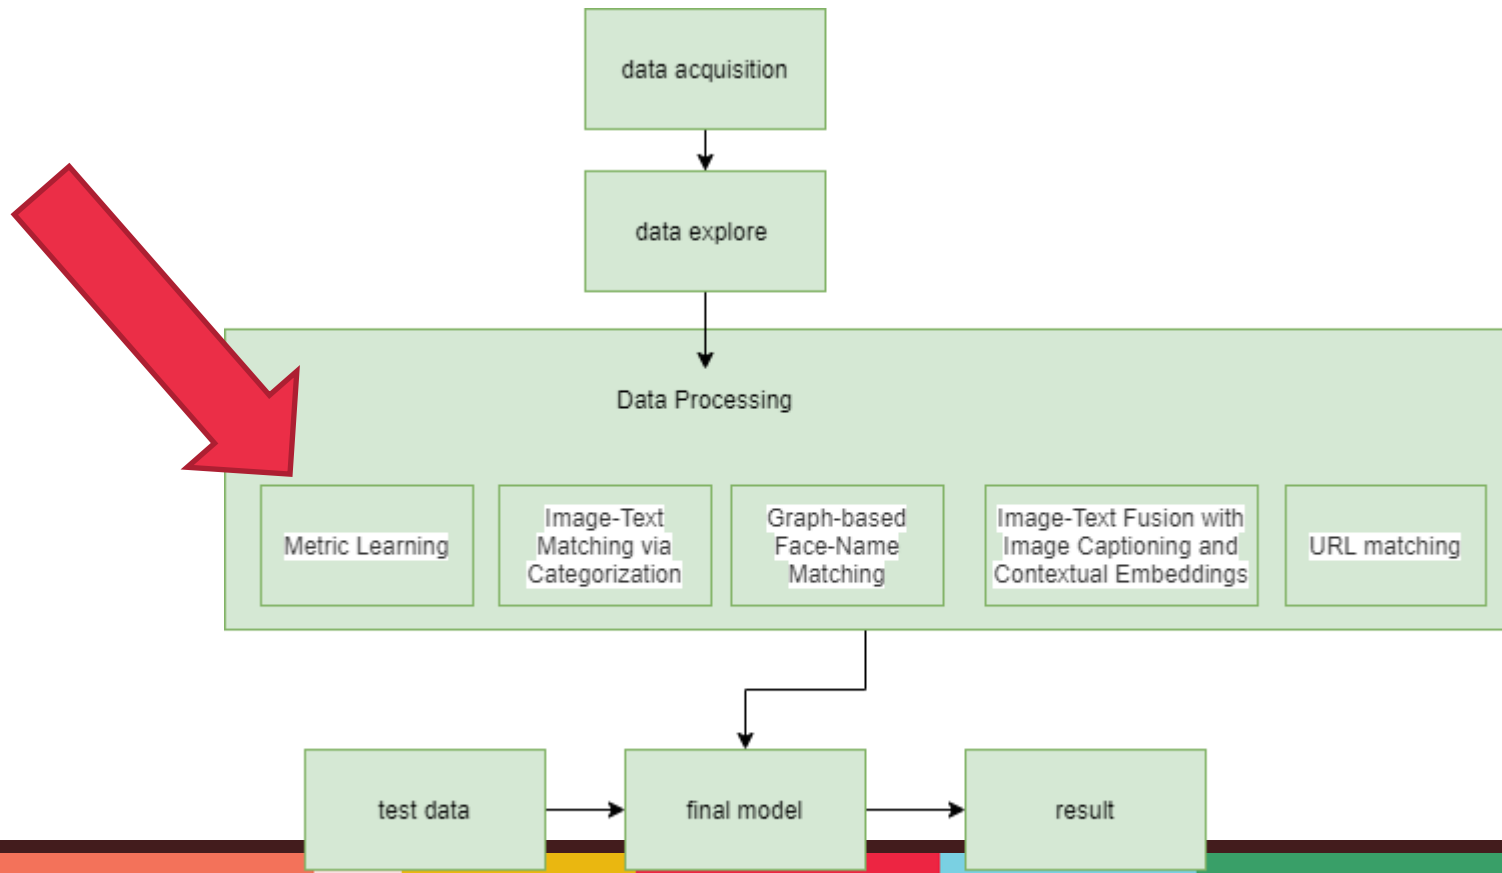 data acquisition
data explore
Data Processing
Metric Learning
Image-Text
Matching via
Categorization
Graph-based
Face-Name
Matching
Image-Text Fusion with
Image Captioning and
Contextual Embeddings
URL matching
test data
final model
result